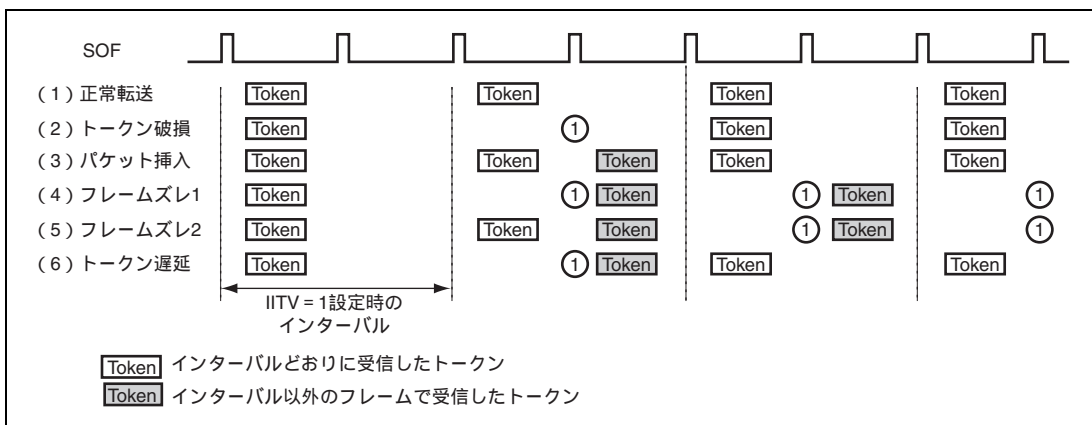 SOF
（1）正常転送 Token Token Token Token
（2）トークン破損 Token 1 Token Token
（3）パケット挿入 Token Token Token Token Token
（4）フレームズレ1 Token 1 Token 1 Token 1
（5）フレームズレ2 Token Token Token 1 Token 1
（6）トークン遅延 Token 1 Token Token Token
IITV = 1設定時の
インターバル
Token インターバルどおりに受信したトークン
Token インターバル以外のフレームで受信したトークン